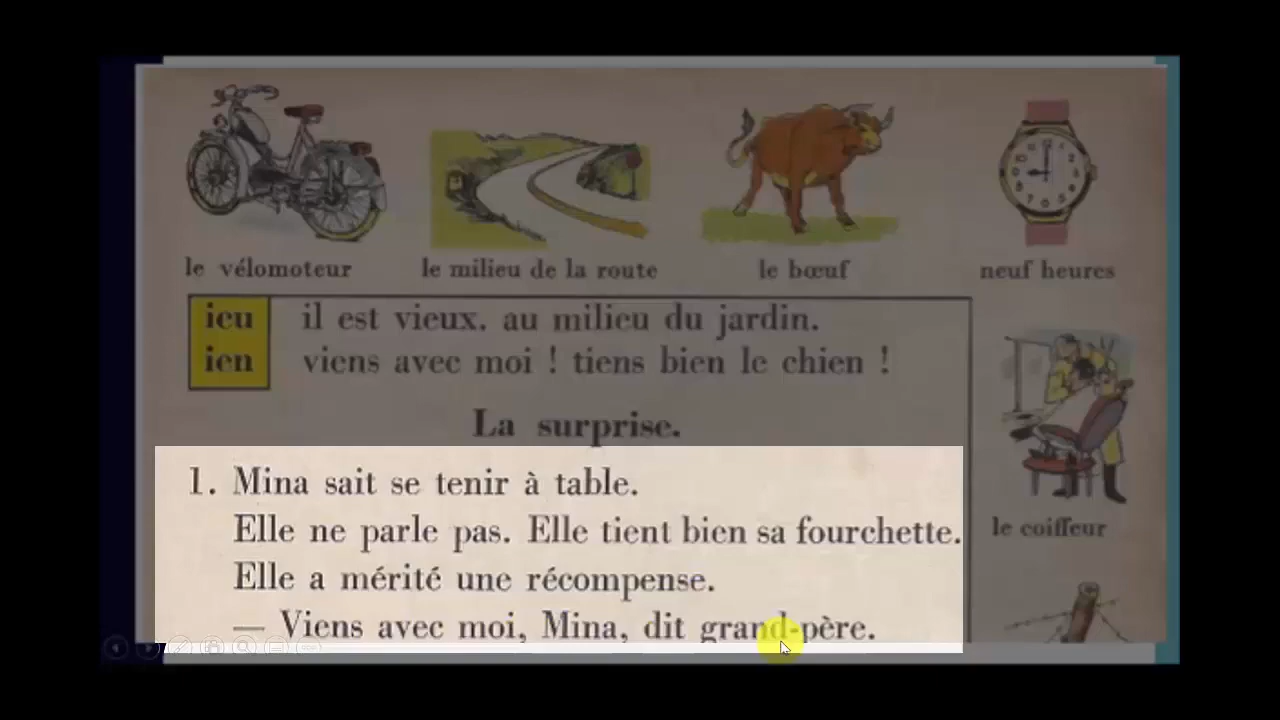 le vélomoteur
le milieu de la route
le bœuf
neuf heures
ieu il est vieux. au milieu du jardin.
ien viens avec moi ! tiens bien le chien !
La surprise.
1. Mina sait se tenir à table.
Elle ne parle pas. Elle tient bien sa fourchette.
Elle a mérité une récompense.
— Viens avec moi, Mina, dit grand-père.
le coiffeur